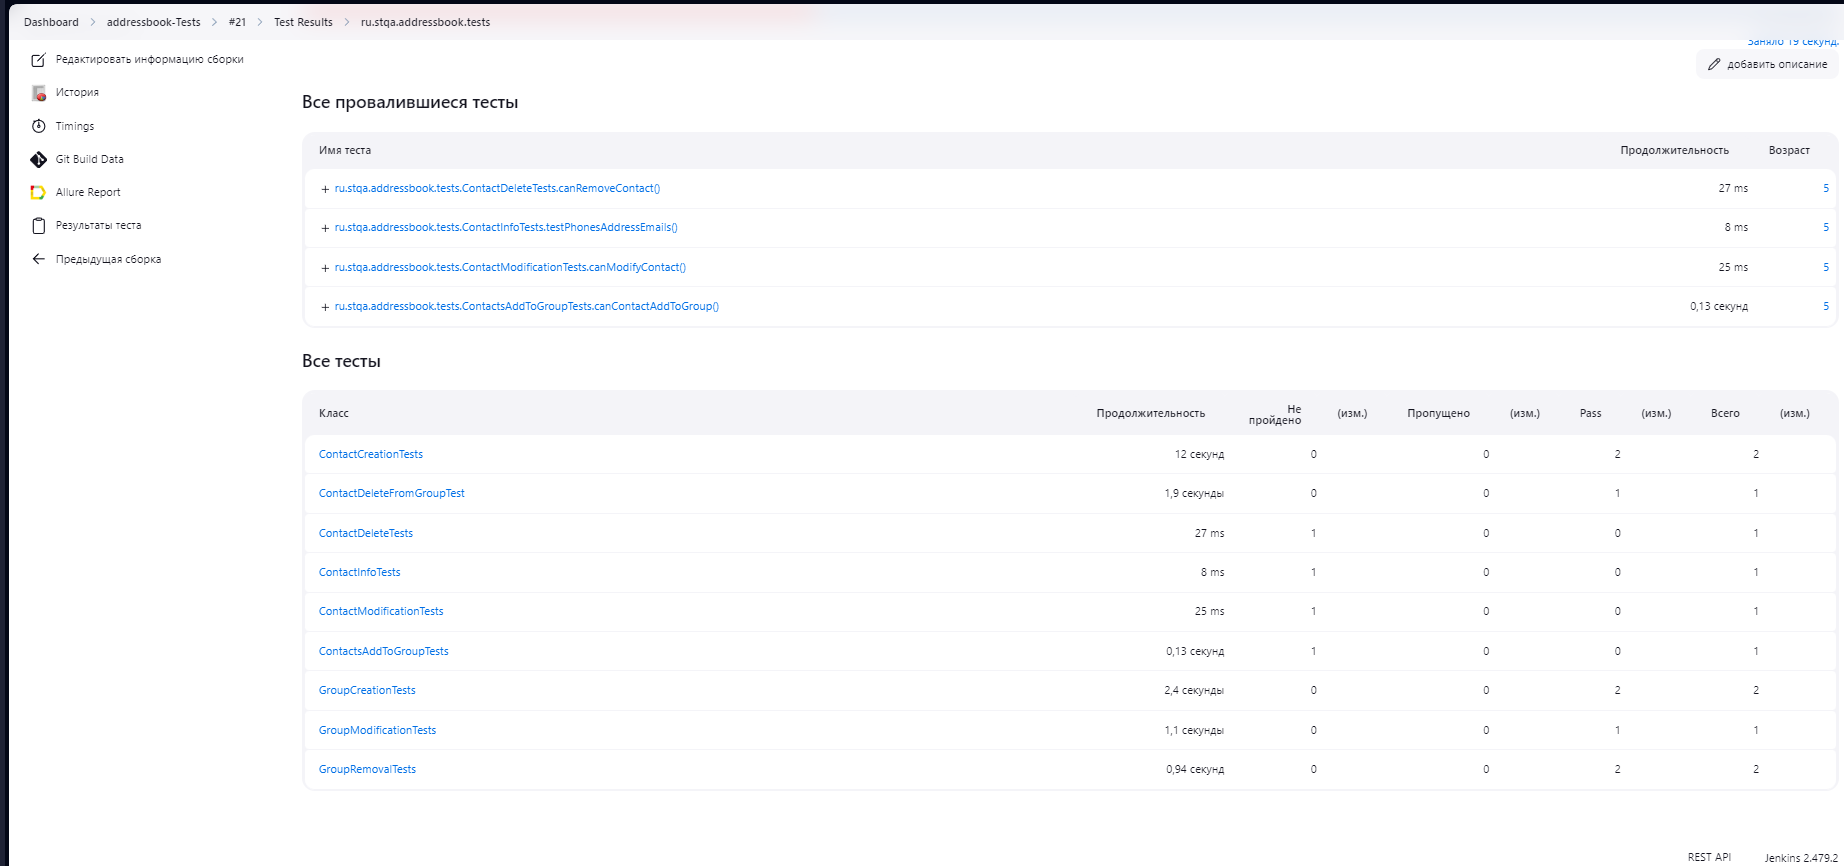 Dashboard > addressbook-Tests > #21 > Test Results > ru.stqa.addressbook.tests
Заняло 19 секунд.
добавить описание
Редактировать информацию сборки
История
Timings
Git Build Data
Allure Report
Результаты теста
Предыдущая сборка
Все провалившиеся тесты
Имя теста Продолжительность Возраст
+ ru.stqa.addressbook.tests.ContactDeleteTests.canRemoveContact() 27 ms 5
+ ru.stqa.addressbook.tests.ContactInfoTests.testPhonesAddressEmails() 8 ms 5
+ ru.stqa.addressbook.tests.ContactModificationTests.canModifyContact() 25 ms 5
+ ru.stqa.addressbook.tests.ContactsAddToGroupTests.canContactAddToGroup() 0,13 секунд 5
Все тесты
Класс Продолжительность Не пройдено (изм.) Пропущено (изм.) Pass (изм.) Всего (изм.)
ContactCreationTests 12 секунд 0 0 2 2
ContactDeleteFromGroupTest 1,9 секунды 0 0 1 1
ContactDeleteTests 27 ms 1 0 0 1
ContactInfoTests 8 ms 1 0 0 1
ContactModificationTests 25 ms 1 0 0 1
ContactsAddToGroupTests 0,13 секунд 1 0 0 1
GroupCreationTests 2,4 секунды 0 0 2 2
GroupModificationTests 1,1 секунды 0 0 1 1
GroupRemovalTests 0,94 секунд 0 0 2 2
REST API Jenkins 2.479.2